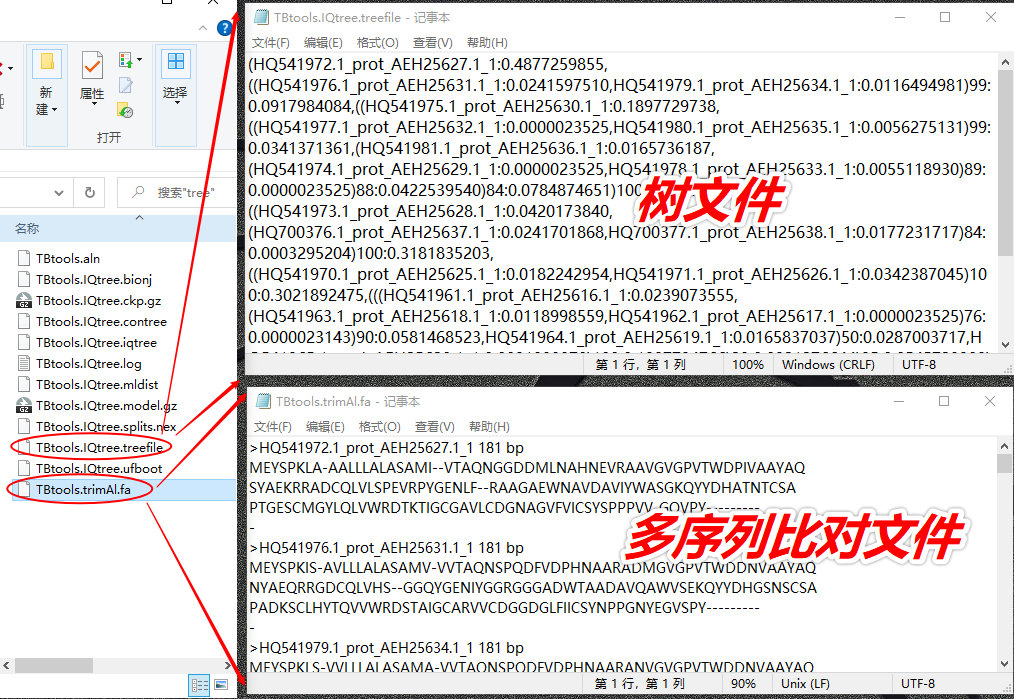 新建
属性
选择
打开
搜索"tree"
名称
TBtools.aln
TBtools.IQtree.bionj
TBtools.IQtree.ckp.gz
TBtools.IQtree.contree
TBtools.IQtree.iqtree
TBtools.IQtree.log
TBtools.IQtree.mldist
TBtools.IQtree.model.gz
TBtools.IQtree.splits.nex
TBtools.IQtree.treefile
TBtools.IQtree.ufboot
TBtools.trimAl.fa
TBtools.IQtree.treefile - 记事本
文件(F) 编辑(E) 格式(O) 查看(V) 帮助(H)
(HQ541972.1_prot_AEH25627.1_1:0.4877259855,
((HQ541976.1_prot_AEH25631.1_1:0.0241597510,HQ541979.1_prot_AEH25634.1_1:0.0116494981)99:
0.0917984084,((HQ541975.1_prot_AEH25630.1_1:0.1897729738,
((HQ541977.1_prot_AEH25632.1_1:0.0000023525,HQ541980.1_prot_AEH25635.1_1:0.0056275131)99:
0.0341371361,(HQ541981.1_prot_AEH25636.1_1:0.0165736187,
(HQ541974.1_prot_AEH25629.1_1:0.0000023525,HQ541978.1_prot_AEH25633.1_1:0.0055118930)89:
0.0000023525)88:0.0422539540)84:0.0784874651)100
((HQ541973.1_prot_AEH25628.1_1:0.0420173840,
(HQ700376.1_prot_AEH25637.1_1:0.0241701868,HQ700377.1_prot_AEH25638.1_1:0.0177231717)84:
0.0003295204)100:0.3181835203,
((HQ541970.1_prot_AEH25625.1_1:0.0182242954,HQ541971.1_prot_AEH25626.1_1:0.0342387045)10
0:0.3021892475,(((HQ541961.1_prot_AEH25616.1_1:0.0239073555,
(HQ541963.1_prot_AEH25618.1_1:0.0118998559,HQ541962.1_prot_AEH25617.1_1:0.0000023525)76:
0.0000023143)90:0.0581468523,HQ541964.1_prot_AEH25619.1_1:0.0165837037)50:0.0287003717,H
树文件
第 1 行，第 1 列 100% Windows (CRLF) UTF-8
TBtools.trimAl.fa - 记事本
文件(F) 编辑(E) 格式(O) 查看(V) 帮助(H)
>HQ541972.1_prot_AEH25627.1_1 181 bp
MEYSPKLA-AALLLALASAMI--VTAQNGGDDMLNAHNEVRAAVGVGPVTWDPIVAAYAQ
SYAEKRRADCQLVLSPEVRPYGENLF--RAAGAEWNAVDAVIYWASGKQYYDHATNTCSA
PTGESCMGYLQLVWRDTKTIGCGAVLCDGNAGVFVICSYSPPPVV-GQVPY---------
-
>HQ541976.1_prot_AEH25631.1_1 181 bp
MEYSPKIS-AVLLLALASAMV-VVTAQNSPQDFVDPHNAARADMGVGPVTWDDNVAAYAQ
NYAEQRRGDCQLVHS--GGQYGENIYGGRGGGADWTAADAVQAWVSEKQYYDHGSNSCSA
PADKSCLHYTQVVWRDSTAIGCARVVCDGGDGLFIICSYNPPGNYEGVSPY---------
-
>HQ541979.1_prot_AEH25634.1_1 181 bp
MEYSPKLS-VVLLLALASAMA-VVTAQNSPQDFVDPHNAARANVGVGPVTWDDNVAAYAQ
多序列比对文件
第 1 行，第 1 列 90% Unix (LF) UTF-8